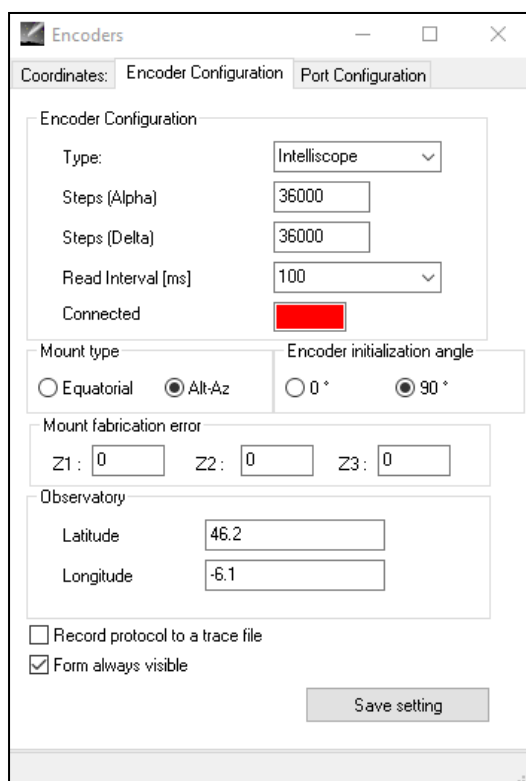 Encoders
Coordinates: Encoder Configuration Port Configuration
Encoder Configuration
Type: Intelliscope
Steps (Alpha) 36000
Steps (Delta) 36000
Read Interval [ms] 100
Connected
Mount type Encoder initialization angle
Equatorial Alt-Az 0 ° 90 °
Mount fabrication error
Z1 : 0 Z2 : 0 Z3 : 0
Observatory
Latitude 46.2
Longitude -6.1
Record protocol to a trace file
Form always visible
Save setting